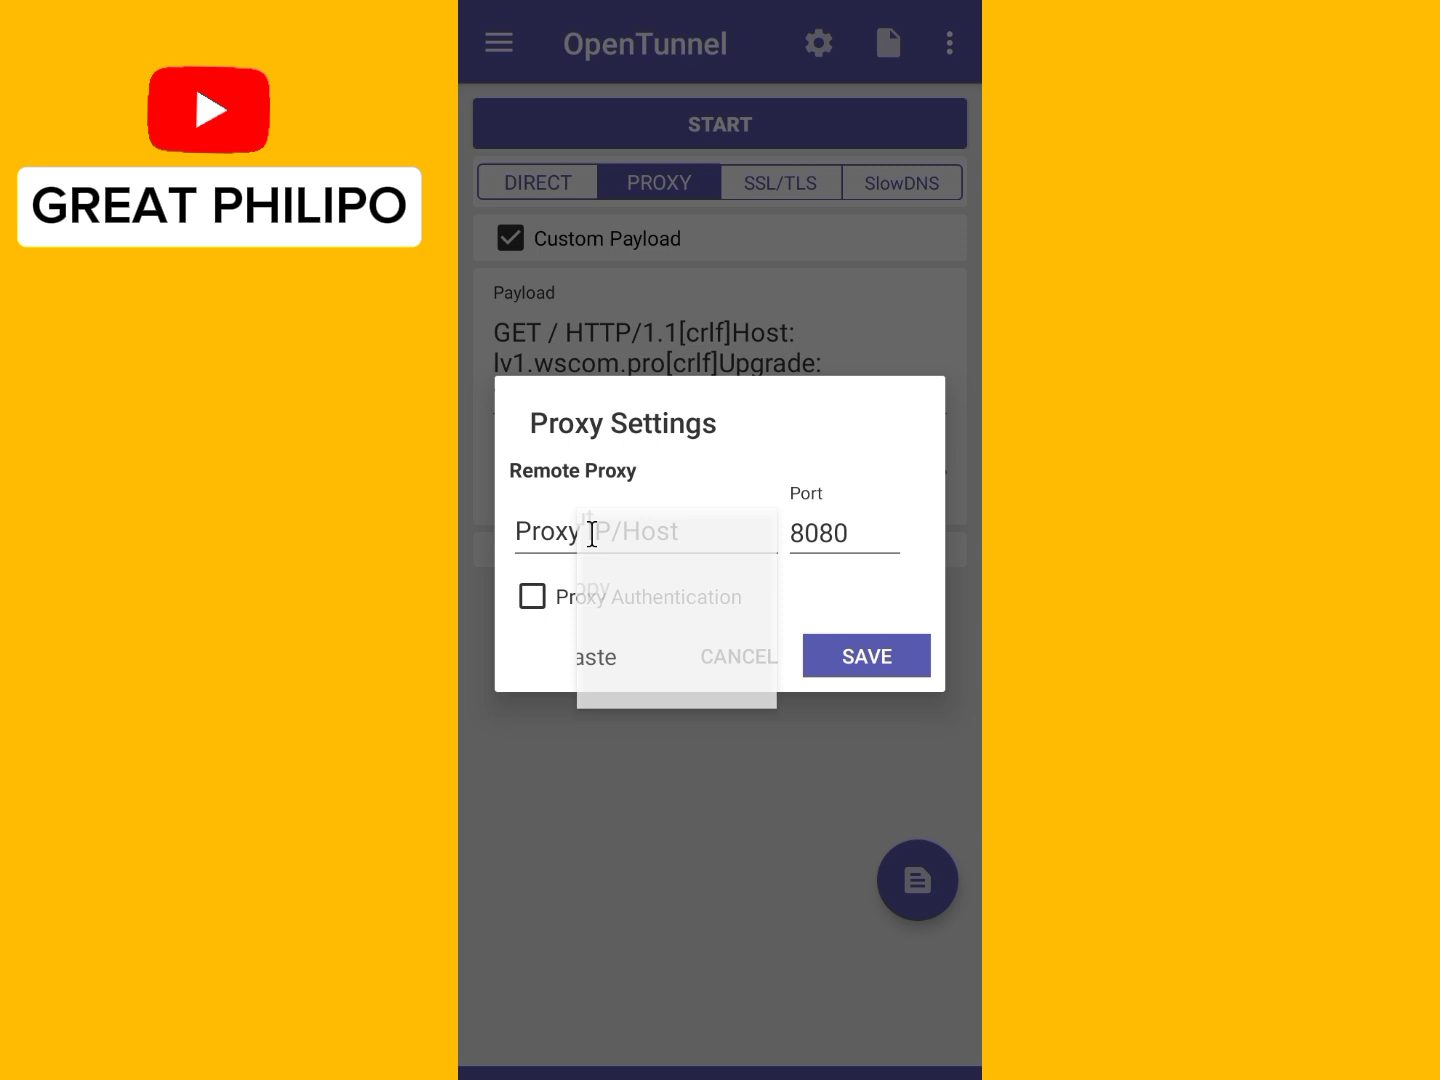 GREAT PHILIPO
OpenTunnel
START
DIRECT PROXY SSL/TLS SlowDNS
Custom Payload
Payload
GET / HTTP/1.1[crlf]Host:
lv1.wscom.pro[crlf]Upgrade:
Proxy Settings
Remote Proxy
Port
Proxy IP/Host
8080
Proxy Authentication
aste
CANCEL
SAVE